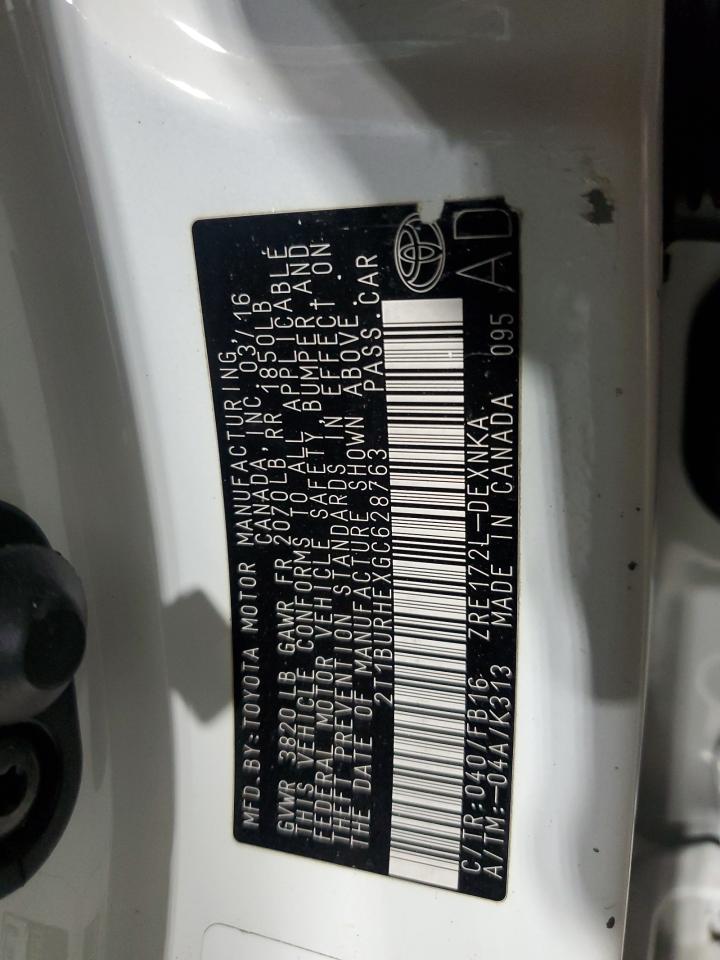 MFD.BY:TOYOTA MOTOR MANUFACTURING,
CANADA, INC. 03/16
GVWR 3820 LB GAWR FR 2070LB RR 1850LB
THIS VEHICLE CONFORMS TO ALL APPLICABLE
FEDERAL MOTOR VEHICLE SAFETY, BUMPER AND
THEFT PREVENTION STANDARDS IN EFFECT ON
THE DATE OF MANUFACTURE SHOWN ABOVE.
2T1BURHEXGC628763 PASS.CAR
C/TR:040/FB16 ZRE172L-DEXNKA
A/TM:-04A/K313 MADE IN CANADA 095
AD